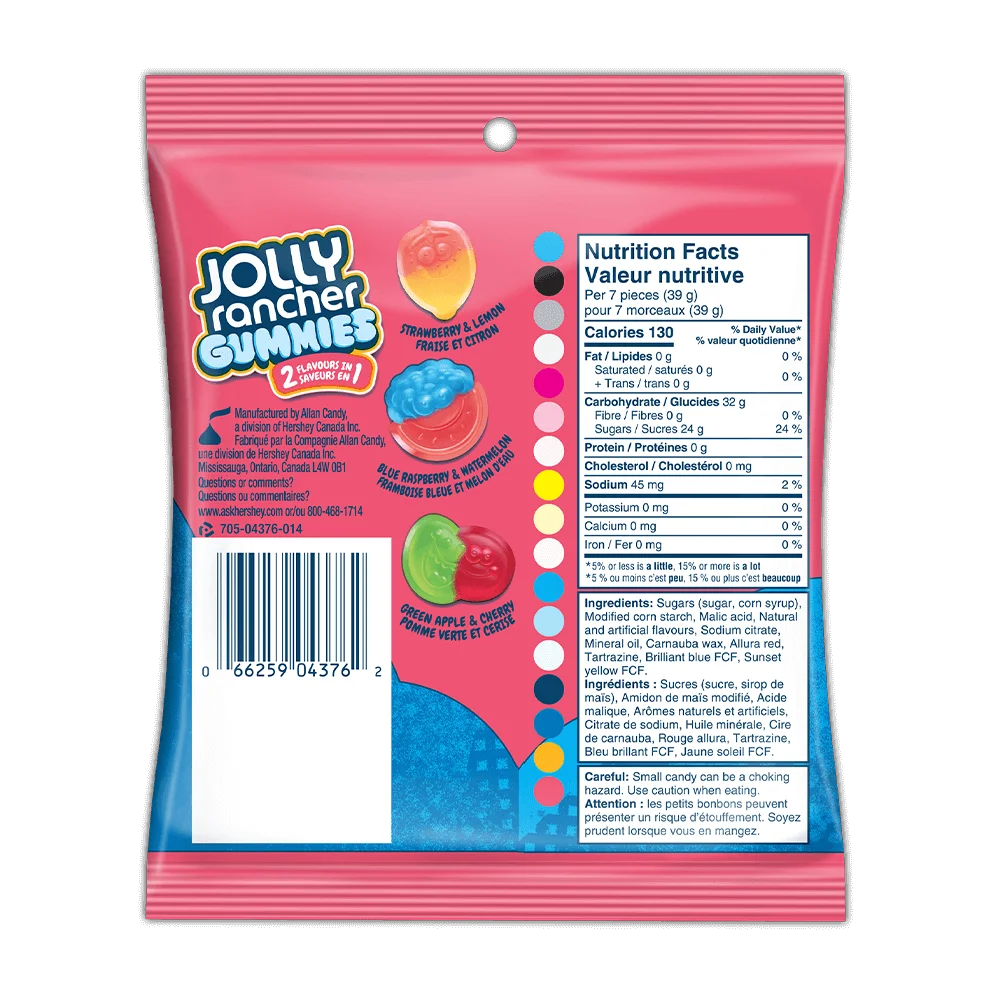 JOLLY
rancher
GUMMIES
2 FLAVOURS IN
SAVEURS EN 1
Manufactured by Allan Candy,
a division of Hershey Canada Inc.
Fabriqué par la Compagnie Allan Candy,
une division de Hershey Canada Inc.
Mississauga, Ontario, Canada L4W 0B1
Questions or comments?
Questions ou commentaires?
www.askhershey.com or/ou 800-468-1714
705-04376-014
0 66259 04376 2
STRAWBERRY & LEMON
FRAISE ET CITRON
BLUE RASPBERRY & WATERMELON
FRAMBOISE BLEUE ET MELON D'EAU
GREEN APPLE & CHERRY
POMME VERTE ET CERISE
Nutrition Facts
Valeur nutritive
Per 7 pieces (39 g)
pour 7 morceaux (39 g)
Calories 130 % Daily Value*
% valeur quotidienne*
Fat / Lipides 0 g 0 %
Saturated / saturés 0 g
+ Trans / trans 0 g 0 %
Carbohydrate / Glucides 32 g
Fibre / Fibres 0 g 0 %
Sugars / Sucres 24 g 24 %
Protein / Protéines 0 g
Cholesterol / Cholestérol 0 mg
Sodium 45 mg 2 %
Potassium 0 mg 0 %
Calcium 0 mg 0 %
Iron / Fer 0 mg 0 %
*5% or less is a little, 15% or more is a lot
*5 % ou moins c'est peu, 15 % ou plus c'est beaucoup
Ingredients: Sugars (sugar, corn syrup),
Modified corn starch, Malic acid, Natural
and artificial flavours, Sodium citrate,
Mineral oil, Carnauba wax, Allura red,
Tartrazine, Brilliant blue FCF, Sunset
yellow FCF.
Ingrédients : Sucres (sucre, sirop de
maïs), Amidon de maïs modifié, Acide
malique, Arômes naturels et artificiels,
Citrate de sodium, Huile minérale, Cire
de carnauba, Rouge allura, Tartrazine,
Bleu brillant FCF, Jaune soleil FCF.
Careful: Small candy can be a choking
hazard. Use caution when eating.
Attention : les petits bonbons peuvent
présenter un risque d'étouffement. Soyez
prudent lorsque vous en mangez.